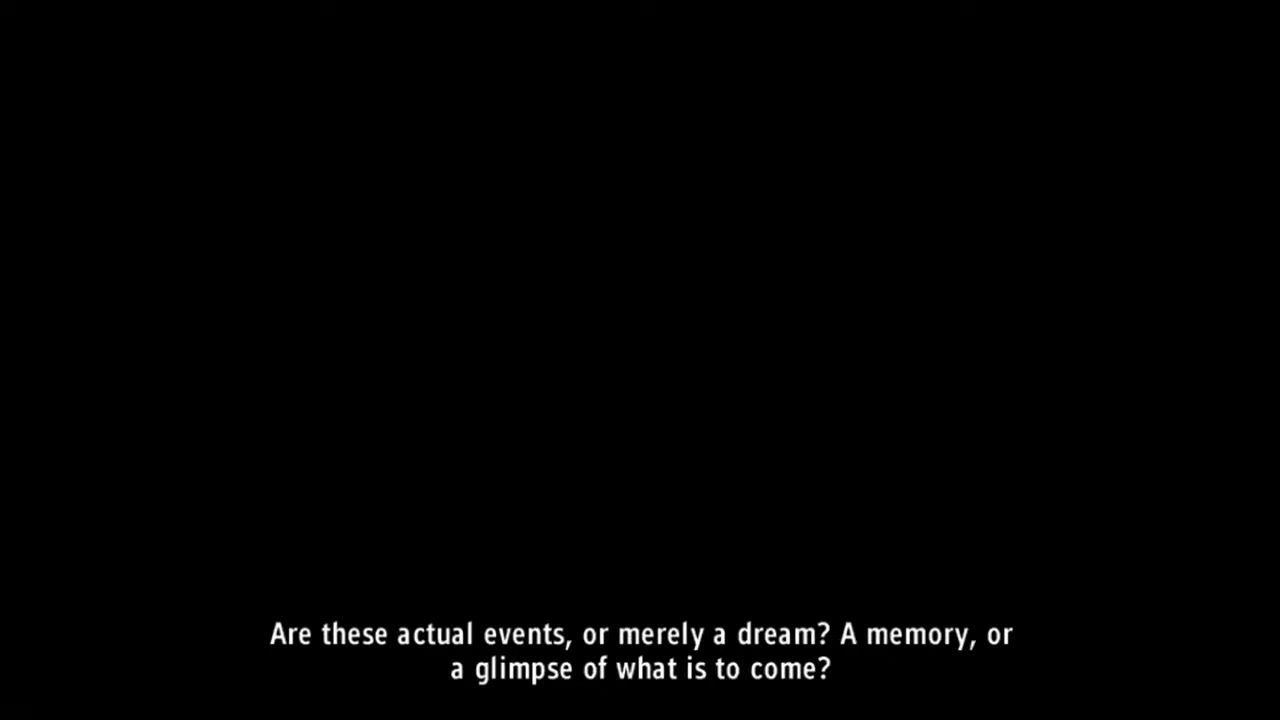 Are these actual events, or merely a dream? A memory, or
a glimpse of what is to come?